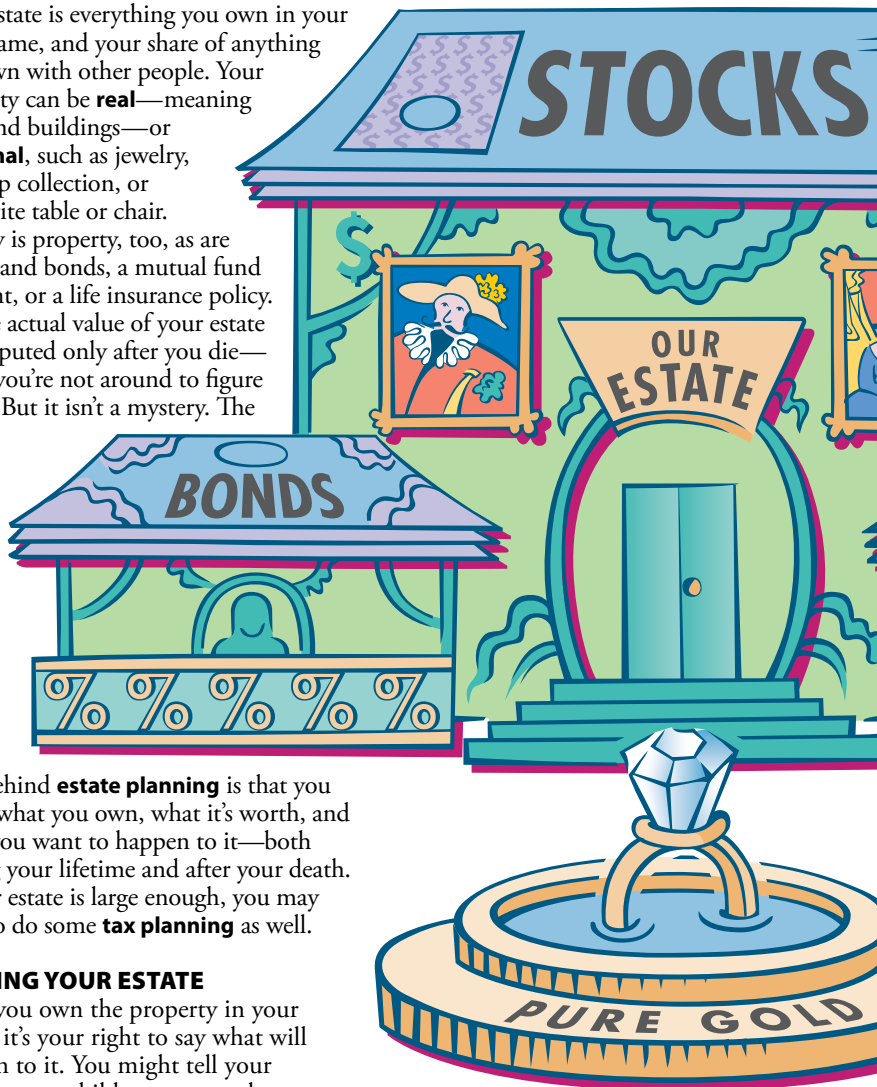 state is everything you own in your
ame, and your share of anything
wn with other people. Your
ty can be real—meaning
nd buildings—or
nal, such as jewelry,
p collection, or
ite table or chair.
y is property, too, as are
and bonds, a mutual fund
nt, or a life insurance policy.
e actual value of your estate
puted only after you die—
you're not around to figure
But it isn't a mystery. The
STOCKS
$
OUR
ESTATE
BONDS
% % % % %
ehind estate planning is that you
what you own, what it's worth, and
you want to happen to it—both
g your lifetime and after your death.
r estate is large enough, you may
o do some tax planning as well.
NG YOUR ESTATE
you own the property in your
it's your right to say what will
n to it. You might tell your
PURE GOLD